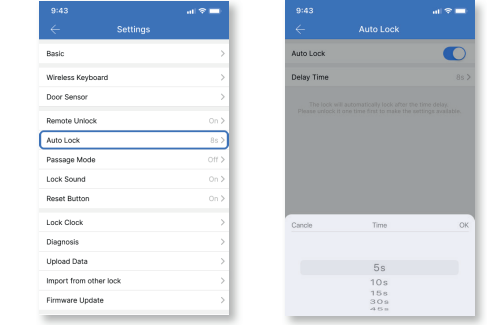 9:43
Settings
Basic
Wireless Keyboard
Door Sensor
Remote Unlock On
Auto Lock 8s
Passage Mode Off
Lock Sound On
Reset Button On
Lock Clock
Diagnosis
Upload Data
Import from other lock
Firmware Update
9:43
Auto Lock
Auto Lock
Delay Time 8s
The lock will automatically lock after the time delay.
Please unlock it one time first to make the settings available
Cancle Time OK
5s
10s
15s
30s
45s